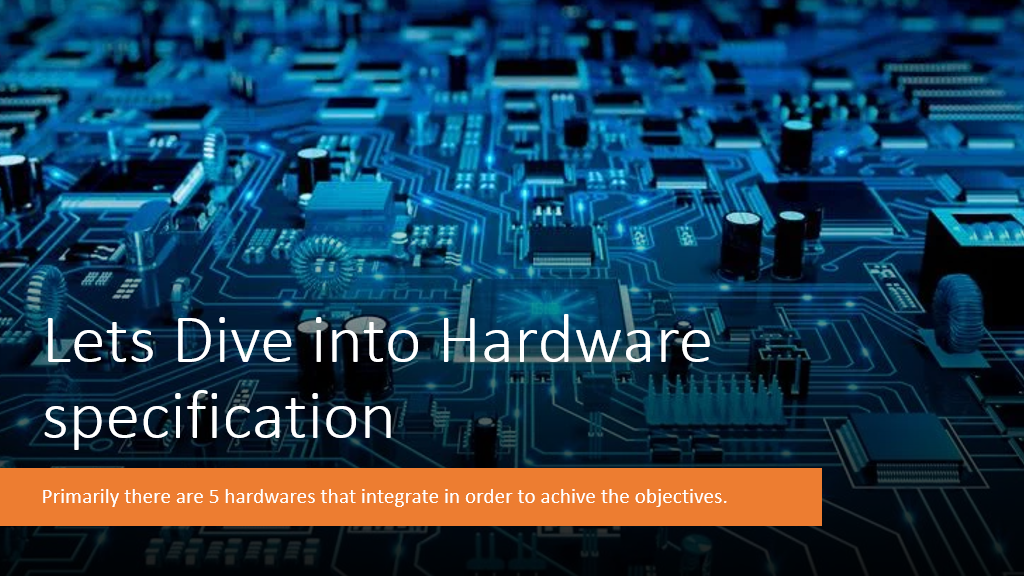 Lets Dive into Hardware
specification
Primarily there are 5 hardwares that integrate in order to achive the objectives.